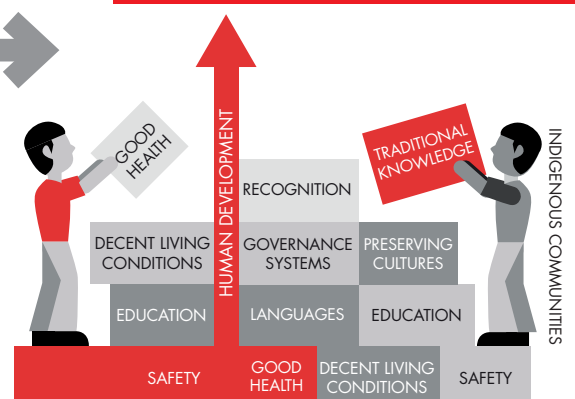 GOOD
HEALTH
HUMAN DEVELOPMENT
TRADITIONAL
KNOWLEDGE
INDIGENOUS COMMUNITIES
RECOGNITION
DECENT LIVING
CONDITIONS
GOVERNANCE
SYSTEMS
PRESERVING
CULTURES
EDUCATION
LANGUAGES
EDUCATION
SAFETY
GOOD
HEALTH
DECENT LIVING
CONDITIONS
SAFETY